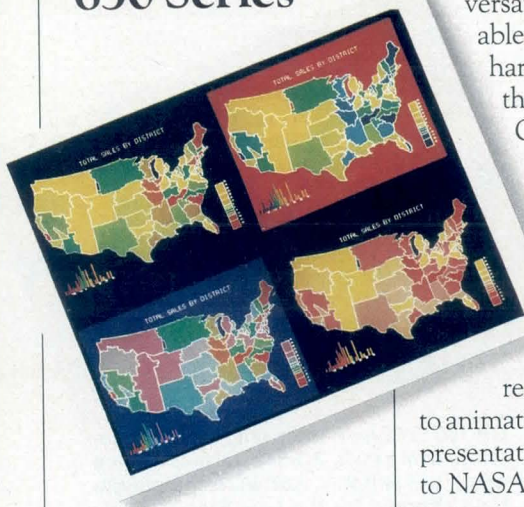 650 Series
versa
able
har
th
TOTAL SALES BY DISTRICT
TOTAL SALES BY DISTRICT
TOTAL SALES BY DISTRICT
TOTAL SALES BY DISTRICT
re
to animat
presentat
to NASA